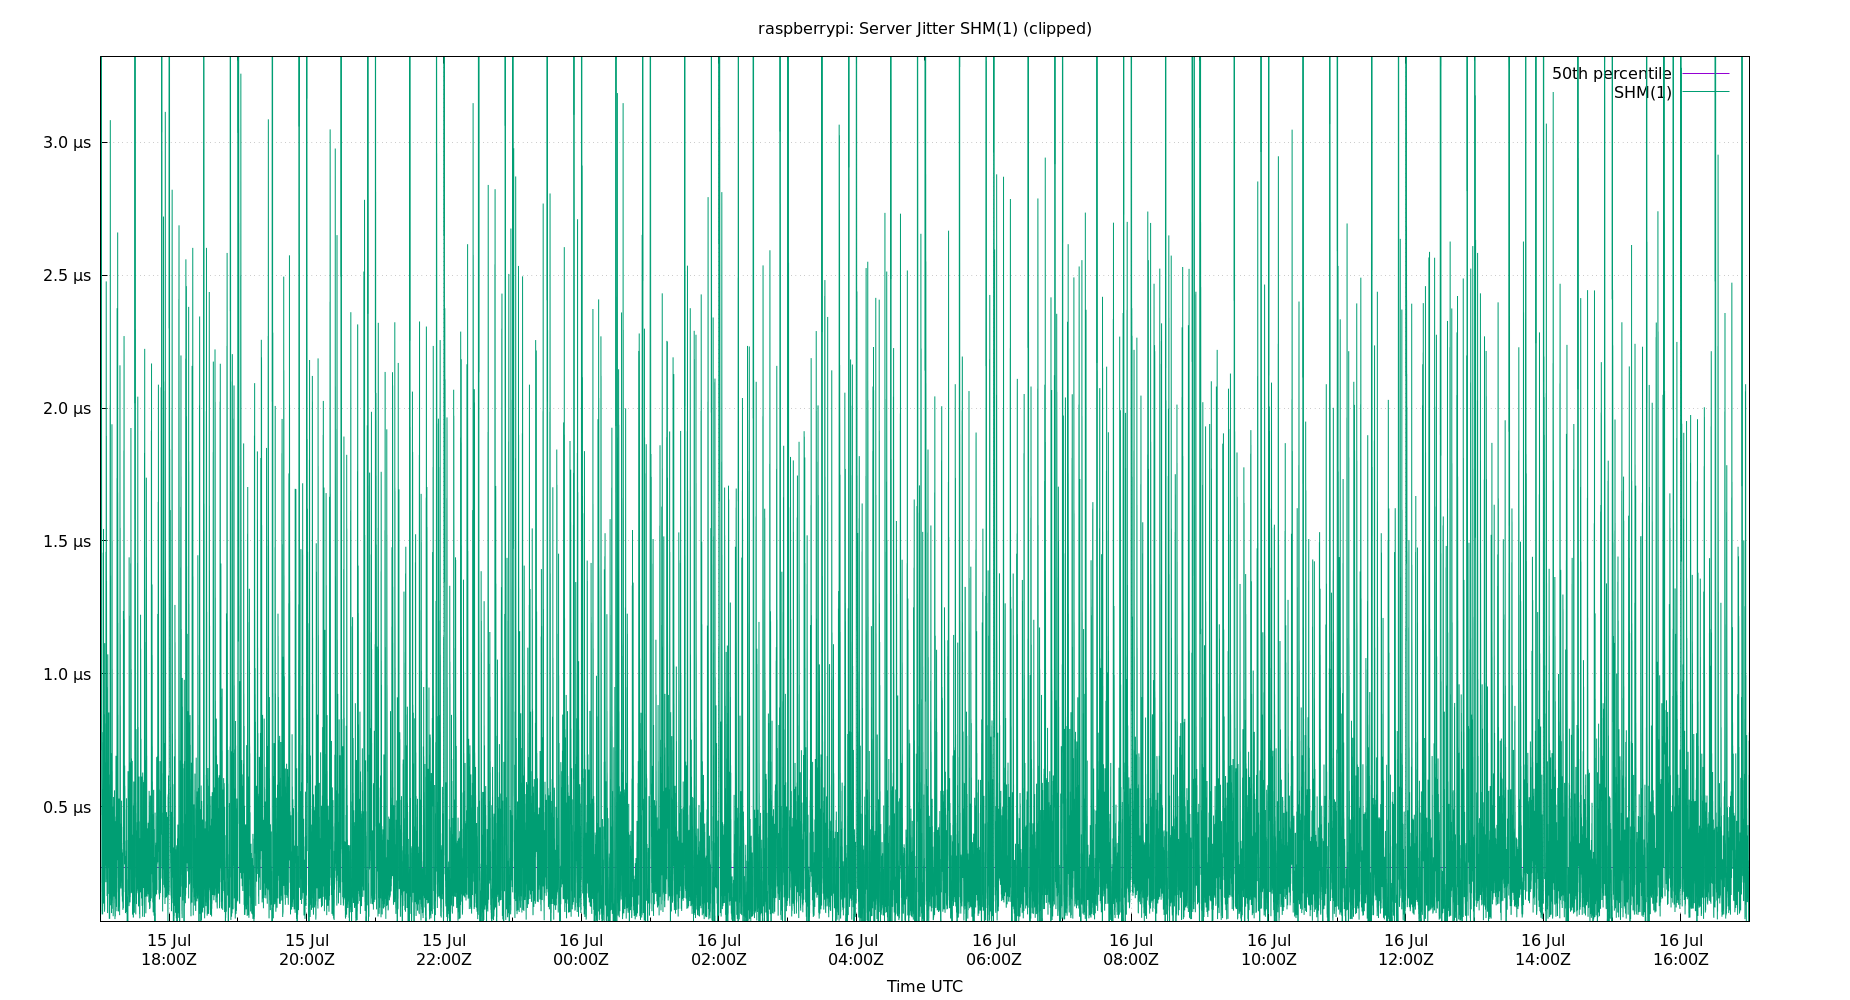 raspberrypi: Server Jitter SHM(1) (clipped)
50th percentile
SHM(1)
3.0 µs
2.5 µs
2.0 µs
1.5 µs
1.0 µs
0.5 µs
15 Jul 15 Jul 15 Jul 16 Jul 16 Jul 16 Jul 16 Jul 16 Jul 16 Jul 16 Jul 16 Jul 16 Jul
18:00Z 20:00Z 22:00Z 00:00Z 02:00Z 04:00Z 06:00Z 08:00Z 10:00Z 12:00Z 14:00Z 16:00Z
Time UTC